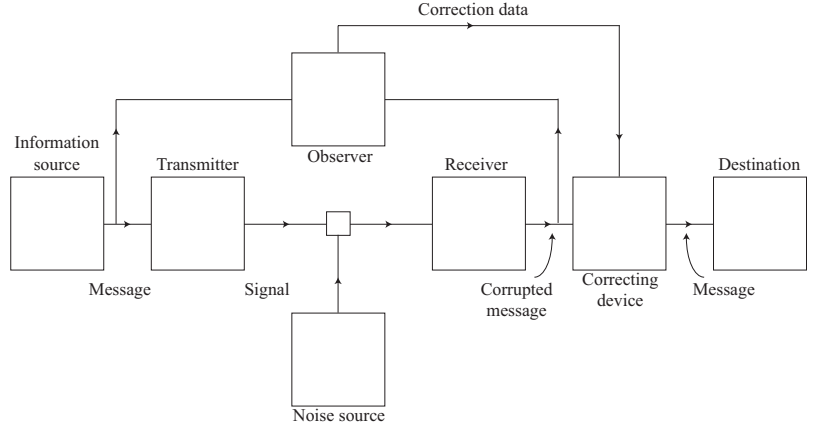 Correction data
Observer
Information
source
Transmitter
Receiver
Destination
Message
Signal
Corrupted
message
Correcting
device
Message
Noise source